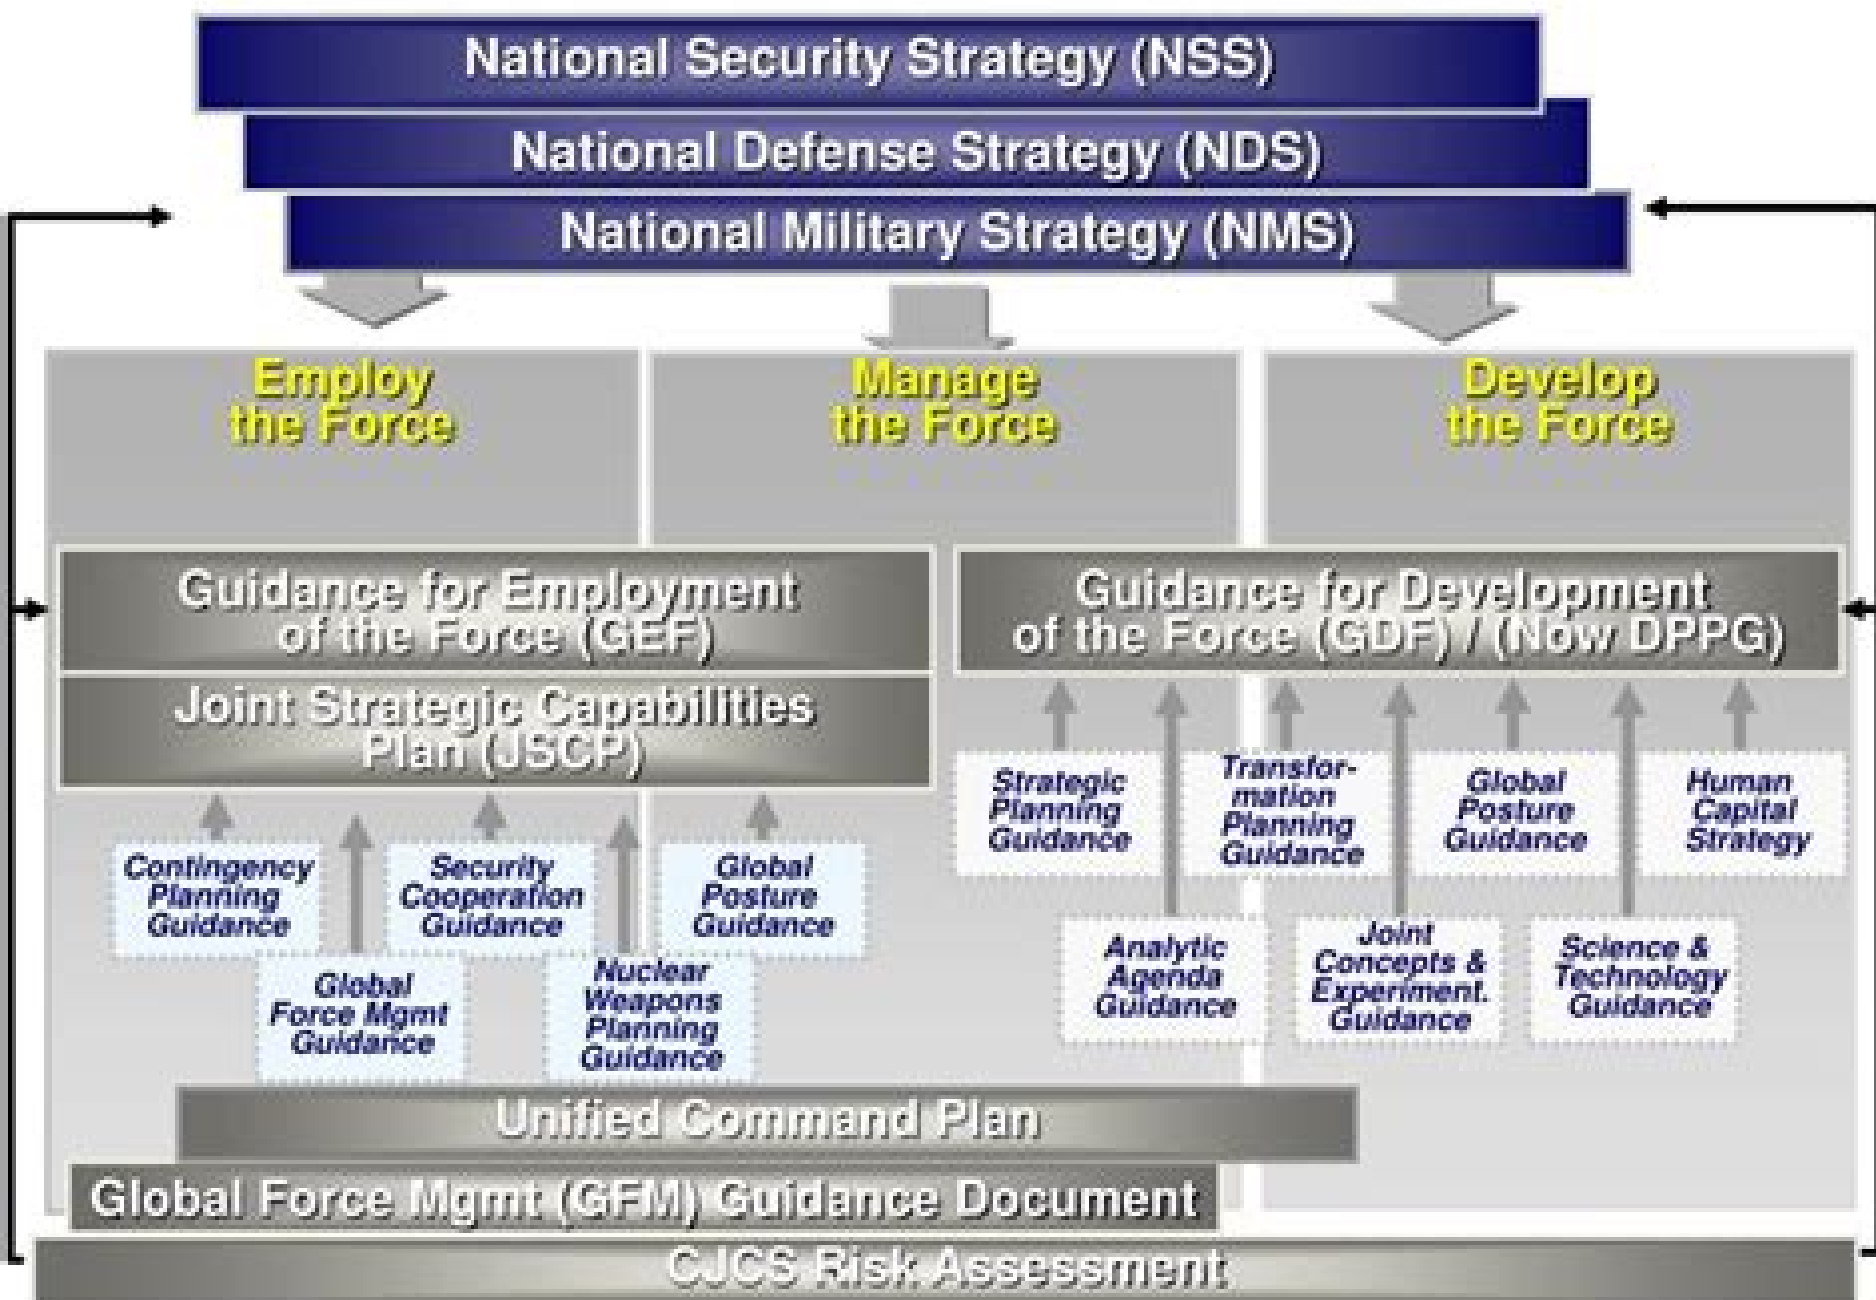 National Security Strategy (NSS)
National Defense Strategy (NDS)
National Military Strategy (NMS)
Employ
the Force
Manage
the Force
Develop
the Force
Guidance for Employment
of the Force (GEF)
Guidance for Development
of the Force (GDF) / (Now DPPG)
Joint Strategic Capabilities
Plan (JSCP)
Strategic
Planning
Guidance
Transfor-
mation
Planning
Guidance
Global
Posture
Guidance
Human
Capital
Strategy
Contingency
Planning
Guidance
Security
Cooperation
Guidance
Global
Posture
Guidance
Analytic
Agenda
Guidance
Joint
Concepts &
Experiment.
Guidance
Science &
Technology
Guidance
Global
Force Mgmt
Guidance
Nuclear
Weapons
Planning
Guidance
Unified Command Plan
Global Force Mgmt (GFM) Guidance Document
CJCS Risk Assessment